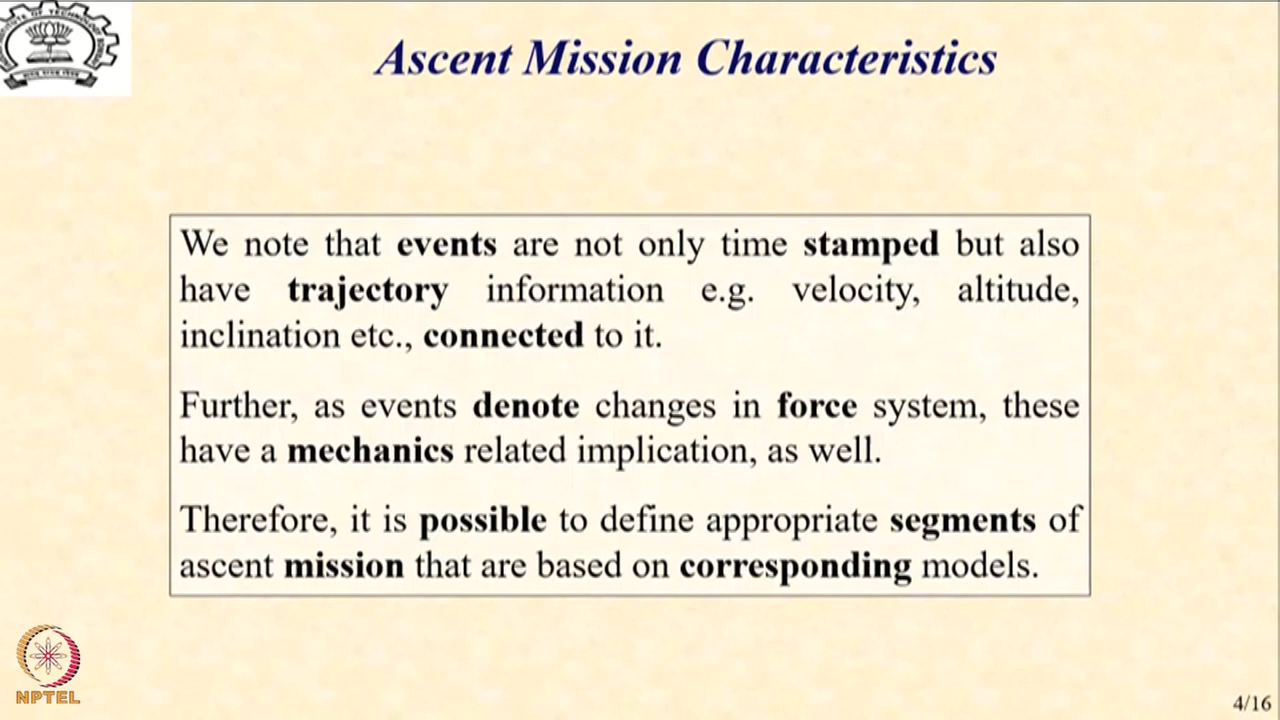 Ascent Mission Characteristics
We note that events are not only time stamped but also
have trajectory information e.g. velocity, altitude,
inclination etc., connected to it.
Further, as events denote changes in force system, these
have a mechanics related implication, as well.
Therefore, it is possible to define appropriate segments of
ascent mission that are based on corresponding models.
NPTEL
4/16